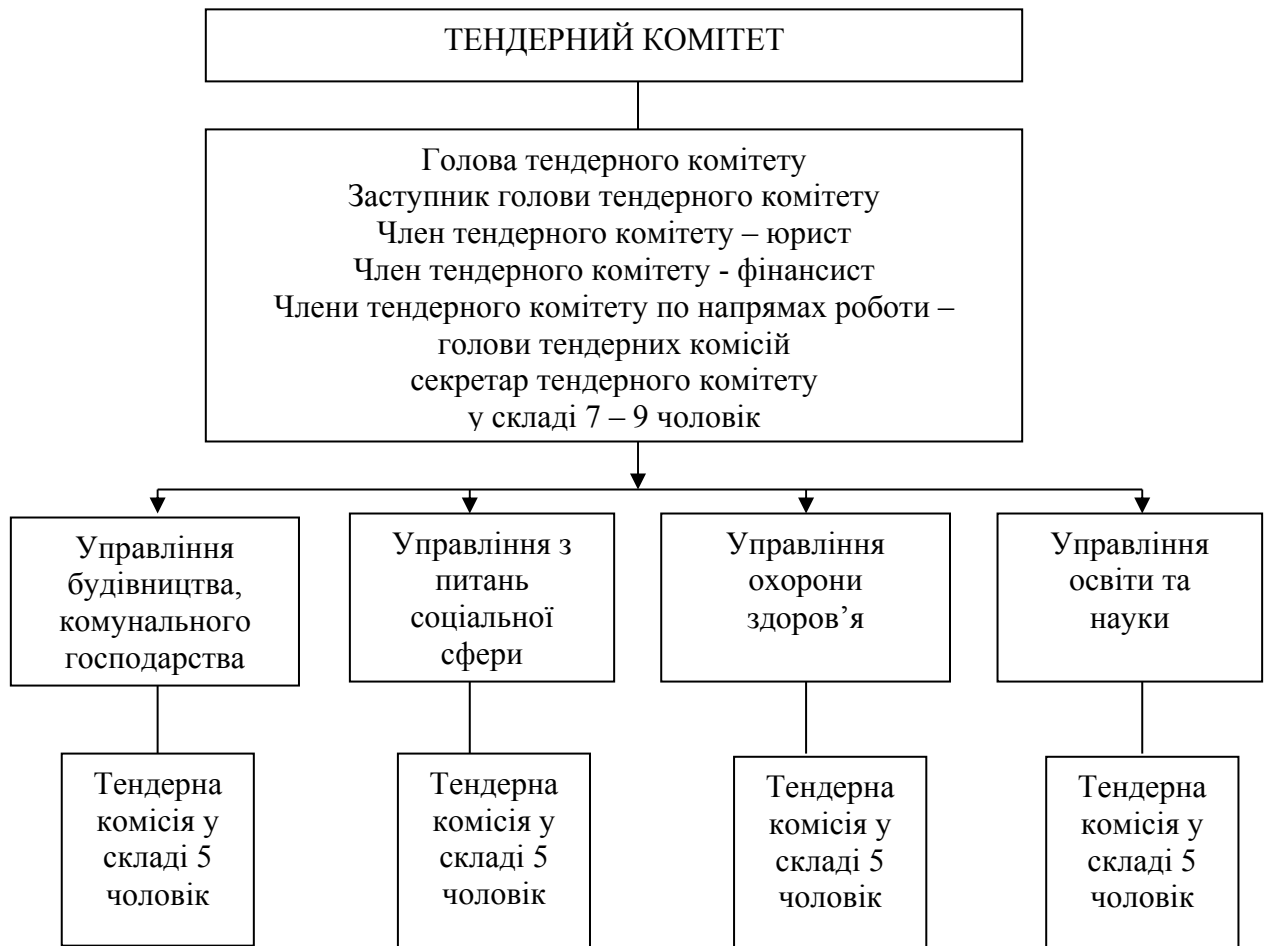 ТЕНДЕРНИЙ КОМІТЕТ
Голова тендерного комітету
Заступник голови тендерного комітету
Член тендерного комітету – юрист
Член тендерного комітету - фінансист
Члени тендерного комітету по напрямах роботи –
голови тендерних комісій
секретар тендерного комітету
у складі 7 – 9 чоловік
Управління
будівництва,
комунального
господарства
Управління з
питань
соціальної
сфери
Управління
охорони
здоров’я
Управління
освіти та
науки
Тендерна
комісія у
складі 5
чоловік
Тендерна
комісія у
складі 5
чоловік
Тендерна
комісія у
складі 5
чоловік
Тендерна
комісія у
складі 5
чоловік